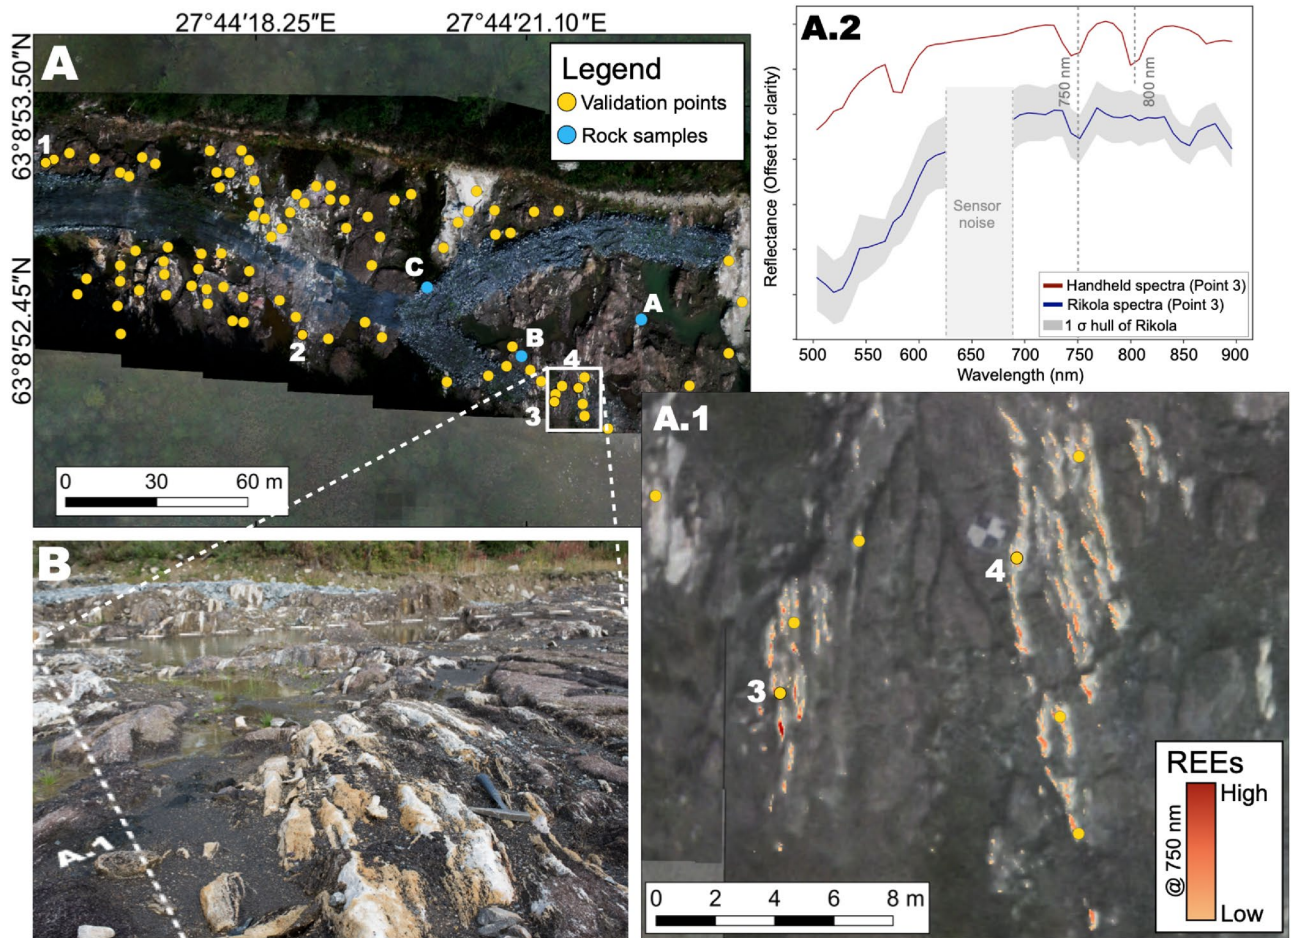 27°44′18.25″E
27°44′21.10″E
63°8′53.50″N
63°8′52.45″N
A
Legend
Validation points
Rock samples
1
C
A
B
2
4
3
0 30 60 m
A.2
Reflectance (Offset for clarity)
750 nm
800 nm
Sensor
noise
Handheld spectra (Point 3)
Rikola spectra (Point 3)
1 σ hull of Rikola
500 550 600 650 700 750 800 850 900
Wavelength (nm)
B
A-1
A.1
4
3
REEs
@ 750 nm
High
Low
0 2 4 6 8 m